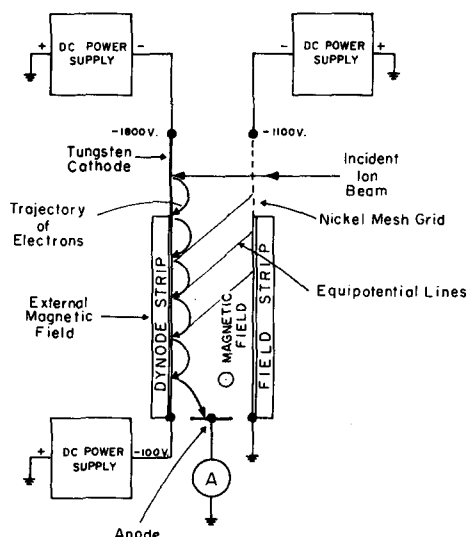 +
DC POWER
SUPPLY
-
-
DC POWER
SUPPLY
+
-1800V.
-1100V.
Tungsten
Cathode
Incident
Ion
Beam
Trajectory
of
Electrons
Nickel Mesh Grid
Equipotential Lines
External
Magnetic
Field
DYNODE STRIP
MAGNETIC
FIELD
FIELD STRIP
+
DC POWER
SUPPLY
-100V.
A
Anode